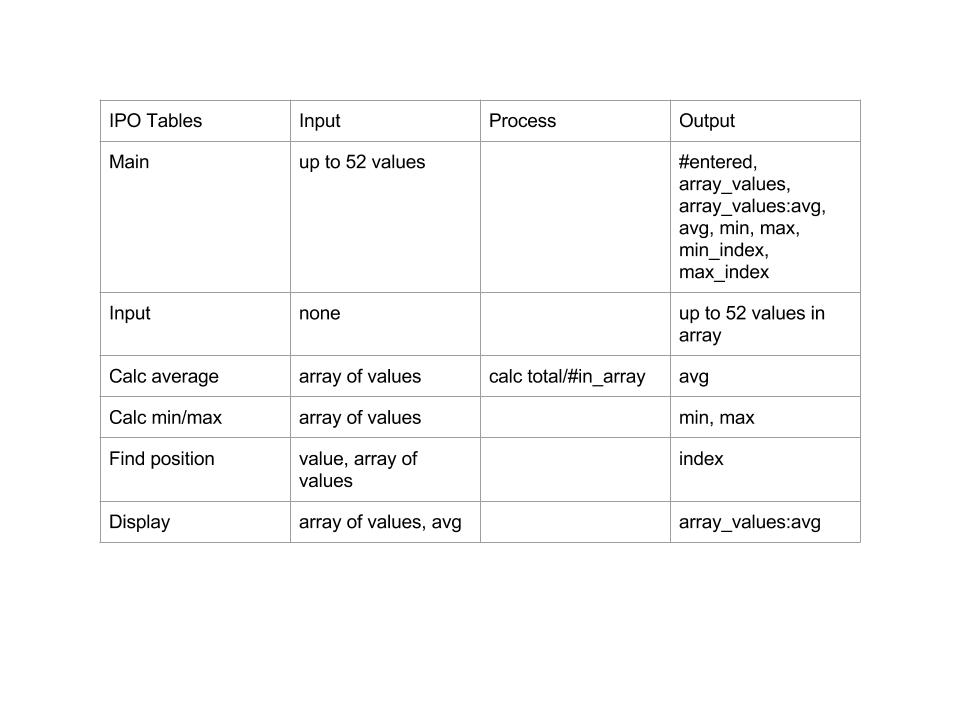 IPO Tables Input Process Output
Main up to 52 values #entered,
array_values,
array_values:avg,
avg, min, max,
min_index,
max_index
Input none up to 52 values in
array
Calc average array of values calc total/#in_array avg
Calc min/max array of values min, max
Find position value, array of index
values
Display array of values, avg array_values:avg